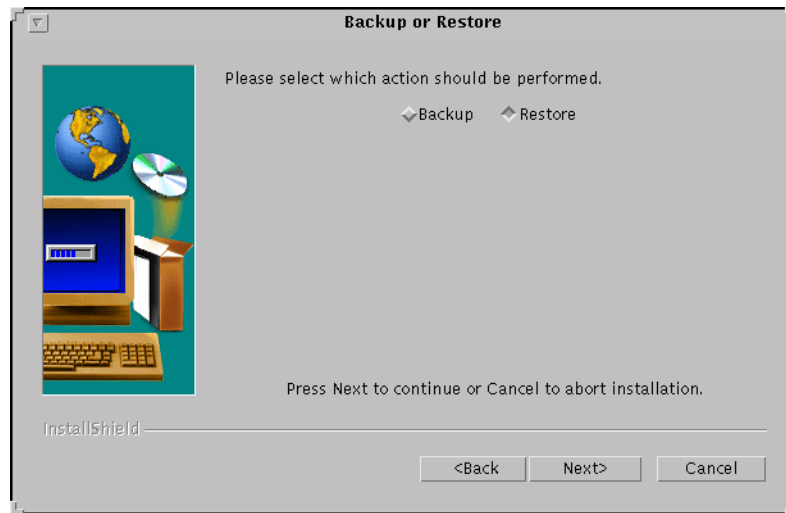 Backup or Restore
Please select which action should be performed.
Backup Restore
Press Next to continue or Cancel to abort installation.
InstallShield
<Back Next> Cancel